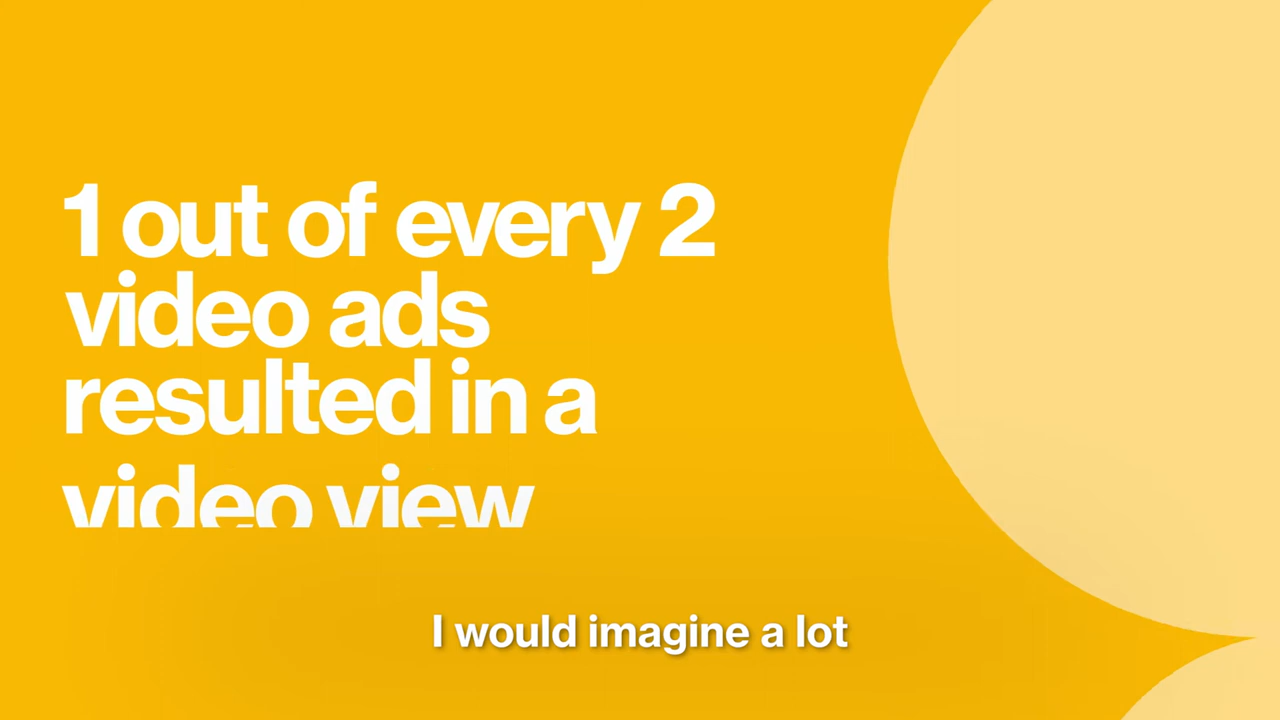 1 out of every 2
video ads
resulted in a
video view
I would imagine a lot